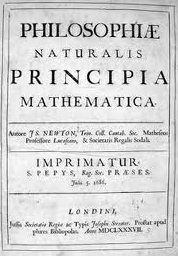 PHILOSOPHIÆ
NATURALIS
PRINCIPIA
MATHEMATICA.
Autore J S. NEWTON, Trin. Coll. Cantab. Soc. Matheseos
Professore Lucasiano, & Societatis Regalis Sodali.
IMPRIMATUR.
S. PEPYS, Reg. Soc. PRÆSES.
Julii 5. 1686.
LONDINI,
Jussu Societatis Regiæ ac Typis Josephi Streater. Prostat apud
plures Bibliopolas. Anno MDCLXXXVII.